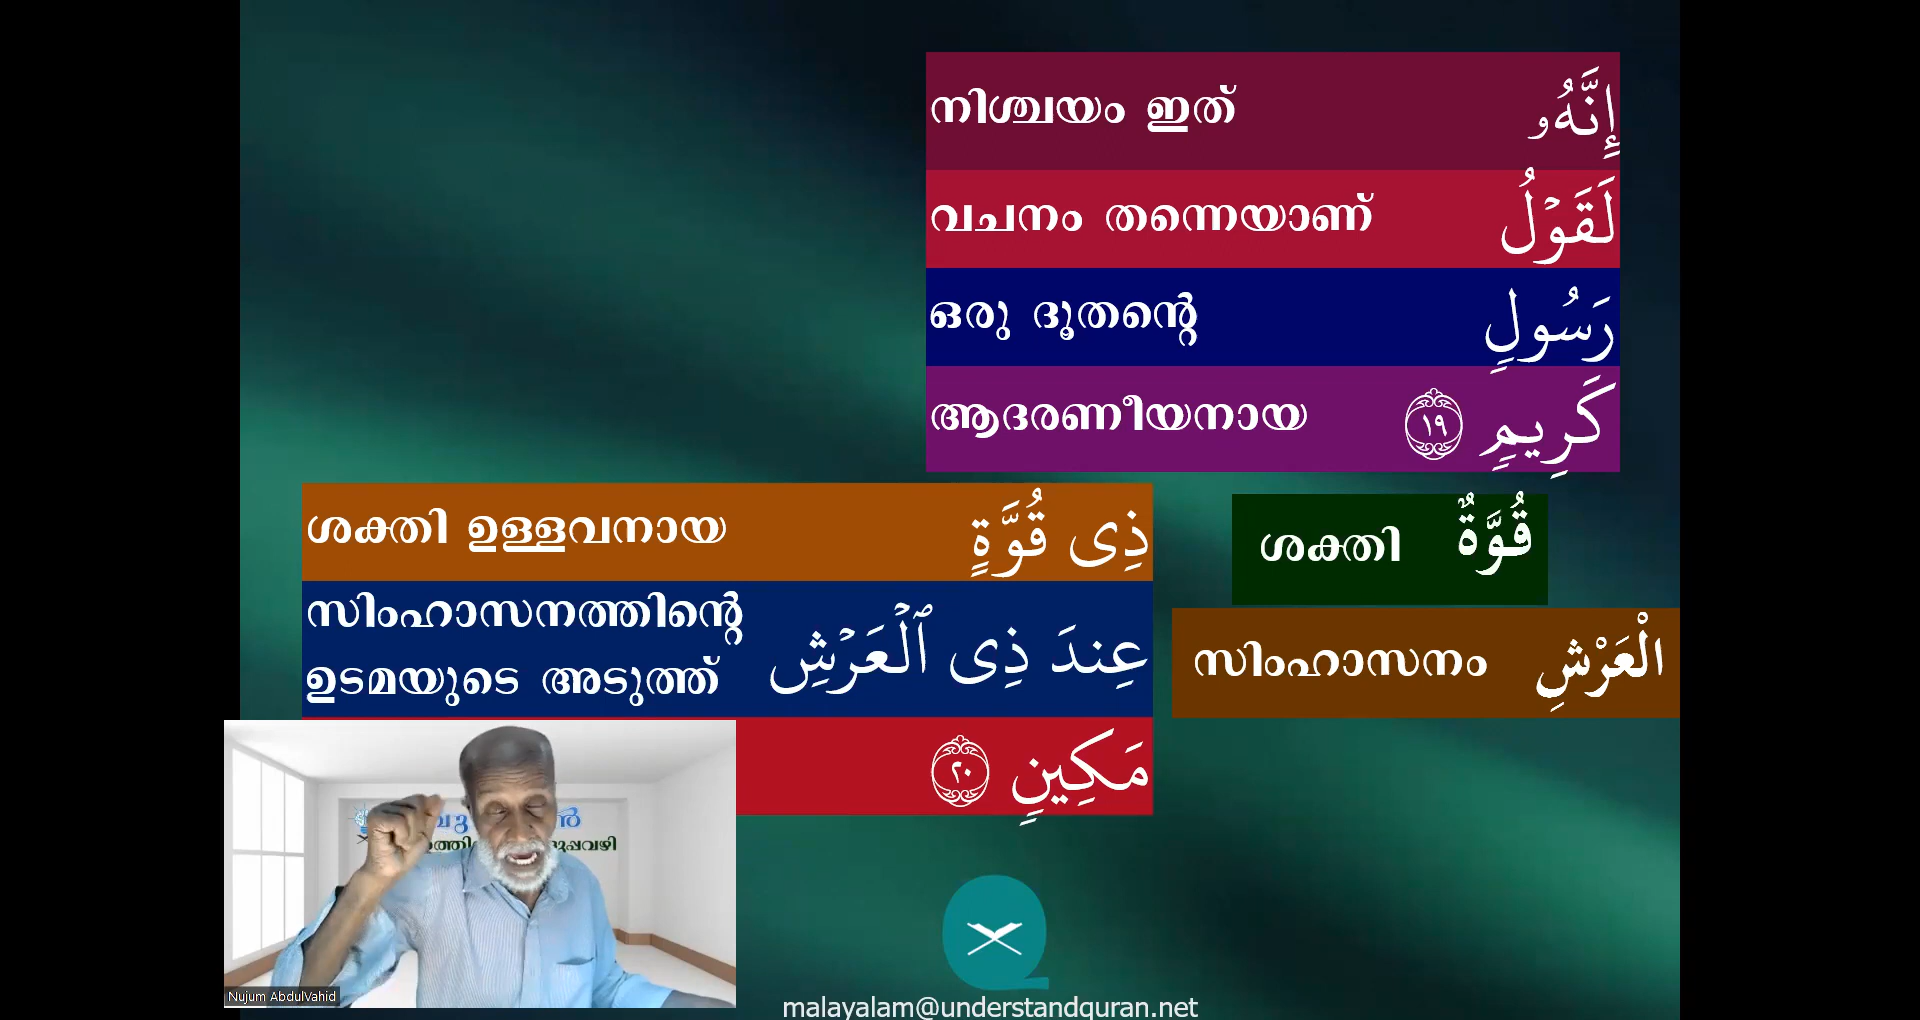 നിശ്ചയം ഇത് إِنَّهُۥ
വചനം തന്നെയാണ് لَقَوۡلُ
ഒരു ദൂതന്റെ رَسُولٍ
ആദരണീയനായ كَرِيمٍ ١٩
ശക്തി ഉള്ളവനായ ذِى قُوَّةٍ
ശക്തി قُوَّةٌ
സിംഹാസനത്തിന്റെ
ഉടമയുടെ അടുത്ത് عِندَ ذِى ٱلۡعَرۡشِ
സിംഹാസനം الْعَرْشِ
مَكِينٍ ٢٠
Nujum AbdulVahid
malayalam@understandquran.net